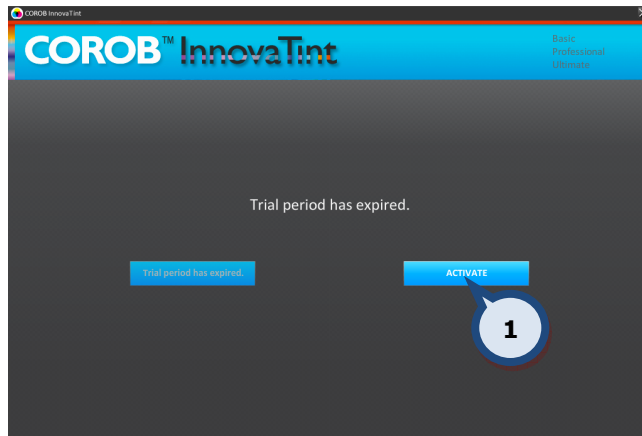 COROB InnovaTint
COROB™ InnovaTint
Basic
Professional
Ultimate
Trial period has expired.
Trial period has expired.
ACTIVATE
1